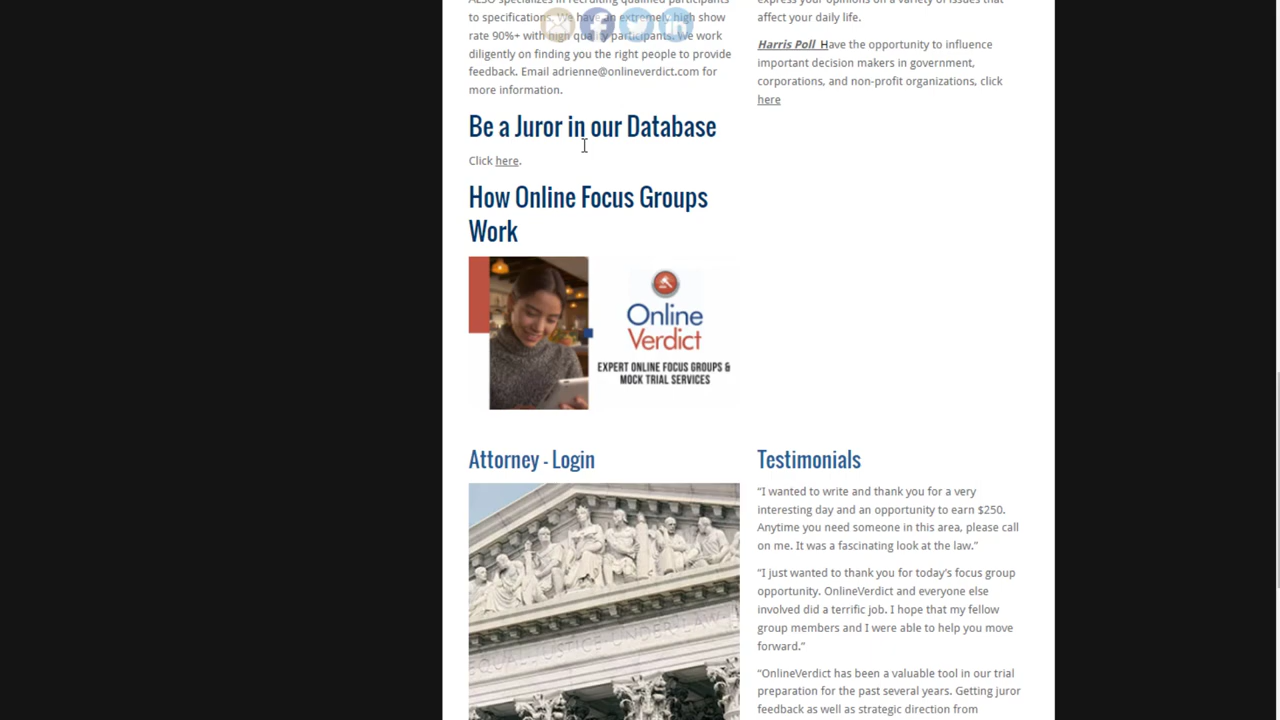 to specifications. We have an extremely high show
rate 90%+ with high quality participants. We work
diligently on finding you the right people to provide
feedback. Email adrienne@onlineverdict.com for
more information.
Be a Juror in our Database
Click here.
How Online Focus Groups
Work
Online
Verdict
EXPERT ONLINE FOCUS GROUPS &
MOCK TRIAL SERVICES
Attorney - Login
EQUAL JUSTICE UNDER LAW
affect your daily life.
Harris Poll Have the opportunity to influence
important decision makers in government,
corporations, and non-profit organizations, click
here
Testimonials
“I wanted to write and thank you for a very
interesting day and an opportunity to earn $250.
Anytime you need someone in this area, please call
on me. It was a fascinating look at the law.”
“I just wanted to thank you for today’s focus group
opportunity. OnlineVerdict and everyone else
involved did a terrific job. I hope that my fellow
group members and I were able to help you move
forward.”
“OnlineVerdict has been a valuable tool in our trial
preparation for the past several years. Getting juror
feedback as well as strategic direction from